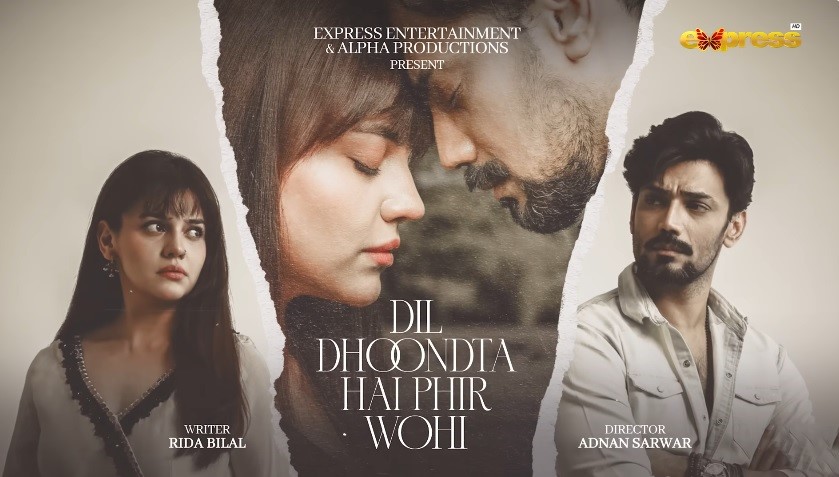 EXPRESS ENTERTAINMENT
& ALPHA PRODUCTIONS
PRESENT
express
HD
DIL
DHOONDTA
HAI PHIR
WOHI
WRITER
RIDA BILAL
DIRECTOR
ADNAN SARWAR